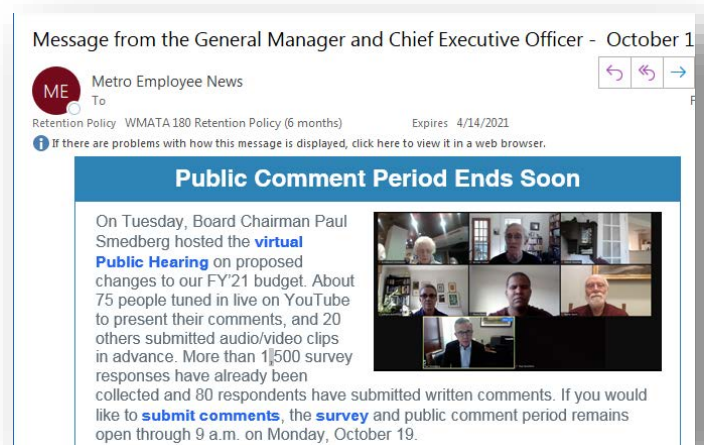 Message from the General Manager and Chief Executive Officer - October 1
ME
Metro Employee News
To
Retention Policy WMATA 180 Retention Policy (6 months) Expires 4/14/2021
If there are problems with how this message is displayed, click here to view it in a web browser.
Public Comment Period Ends Soon
On Tuesday, Board Chairman Paul
Smedberg hosted the virtual
Public Hearing on proposed
changes to our FY'21 budget. About
75 people tuned in live on YouTube
to present their comments, and 20
others submitted audio/video clips
in advance. More than 1,500 survey
responses have already been
collected and 80 respondents have submitted written comments. If you would
like to submit comments, the survey and public comment period remains
open through 9 a.m. on Monday, October 19.